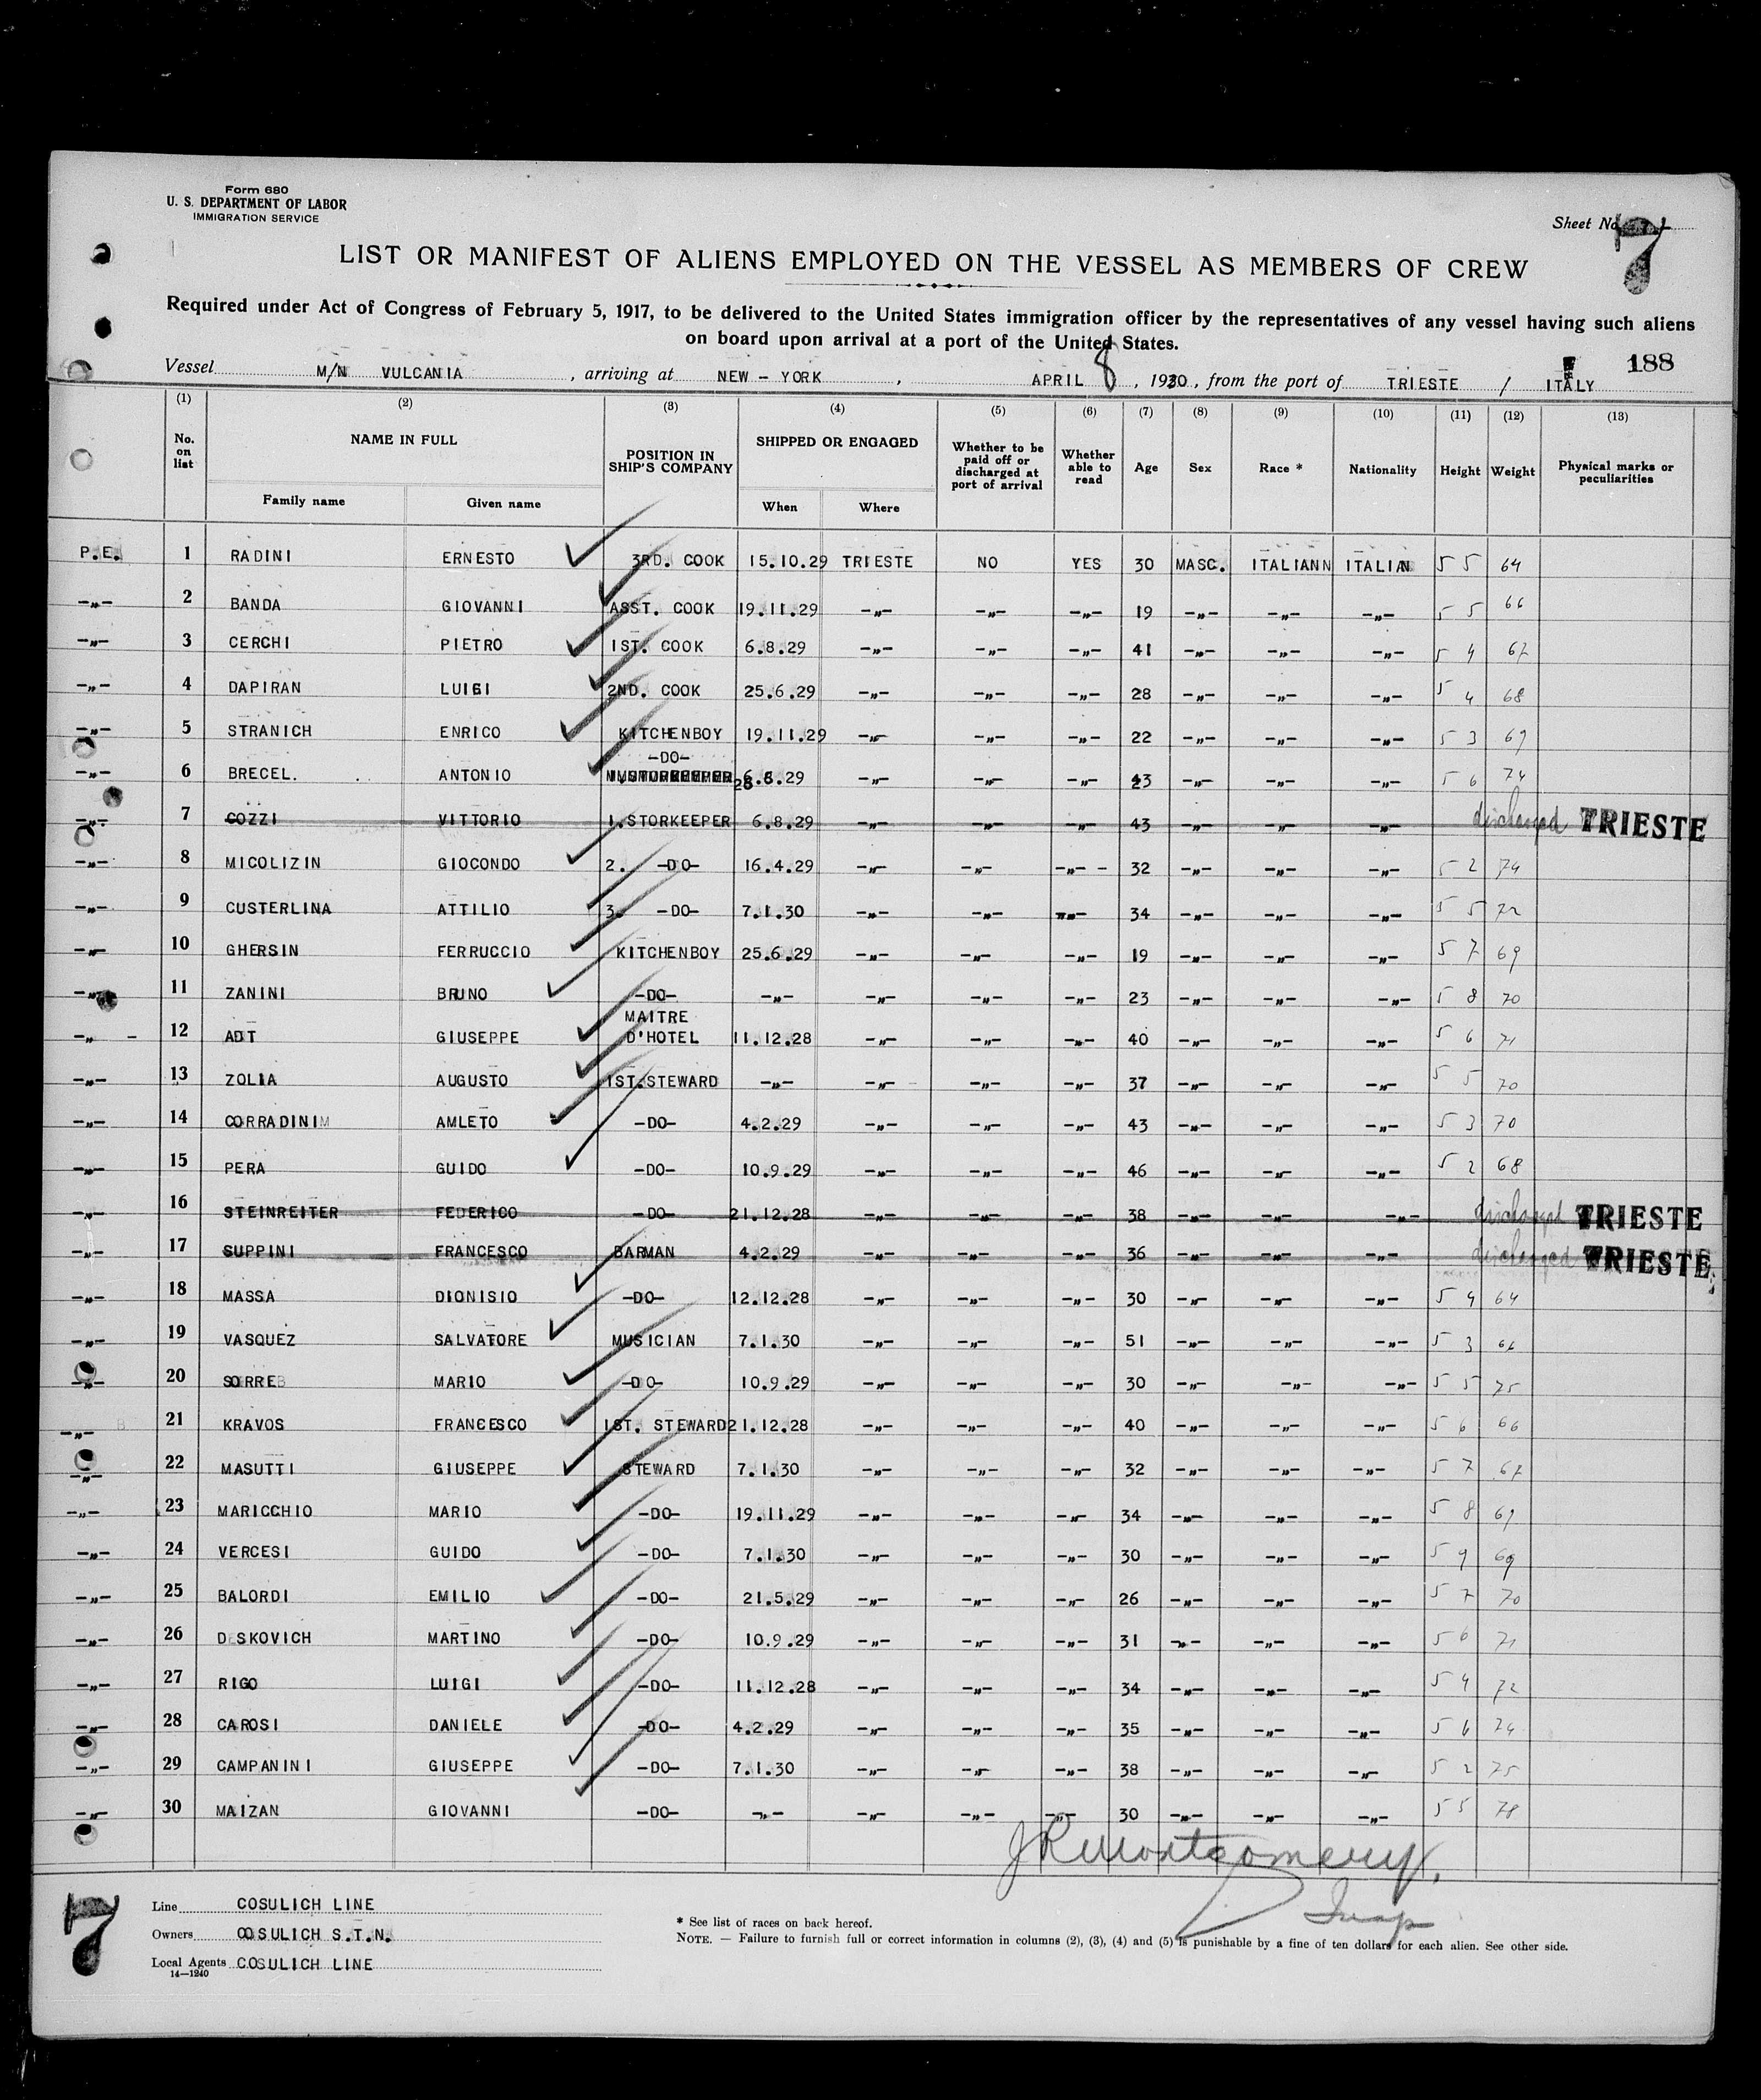 Form 680
U. S. DEPARTMENT OF LABOR
IMMIGRATION SERVICE
Sheet No. 7
LIST OR MANIFEST OF ALIENS EMPLOYED ON THE VESSEL AS MEMBERS OF CREW
Required under Act of Congress of February 5, 1917, to be delivered to the United States immigration officer by the representatives of any vessel having such aliens
on board upon arrival at a port of the United States.
188
Vessel M/N VULCANIA, arriving at NEW-YORK, APRIL 8, 1930, from the port of TRIESTE / ITALY
(1) (2) (3) (4) (5) (6) (7) (8) (9) (10) (11) (12) (13)
No. on list NAME IN FULL POSITION IN SHIP'S COMPANY SHIPPED OR ENGAGED Whether to be paid off or discharged at port of arrival Whether able to read Age Sex Race * Nationality Height Weight Physical marks or peculiarities
Family name Given name When Where
P.E. 1 RADINI ERNESTO 3RD. COOK 15.10.29 TRIESTE NO YES 30 MASC. ITALIANN ITALIAN 5 5 64
-"- 2 BANDA GIOVANNI ASST. COOK 19.11.29 -"- -"- -"- 19 -"- -"- -"- 5 5 66
-"- 3 CERCHI PIETRO 1ST. COOK 6.8.29 -"- -"- -"- 41 -"- -"- -"- 5 4 67
-"- 4 DAPIRAN LUIGI 2ND. COOK 25.6.29 -"- -"- -"- 28 -"- -"- -"- 5 4 68
-"- 5 STRANICH ENRICO KITCHENBOY 19.11.29 -"- -"- -"- 22 -"- -"- -"- 5 3 69
-"- 6 BRECEL. ANTONIO -DO- 6.29 -"- -"- -"- -"- -"- -"- 5 6 74
-"- 7 COZZI VITTORIO 1.STORKEEPER 6.8.29 -"- -"- -"- 43 -"- -"- -"- discharged TRIESTE
-"- 8 MICOLIZIN GIOCONDO 2. -DO- 16.4.29 -"- -"- -"- - 32 -"- -"- -"- 5 2 74
-"- 9 CUSTERLINA ATTILIO 3. -DO- 7.1.30 -"- -"- -"- 34 -"- -"- -"- 5 5 72
-"- 10 GHERSIN FERRUCCIO KITCHENBOY 25.6.29 -"- -"- -"- 19 -"- -"- -"- 5 7 69
-"- 11 ZANINI BRUNO -DO- -"- -"- -"- -"- 23 -"- -"- -"- 5 8 70
-"- - 12 ADT GIUSEPPE MAITRE D'HOTEL 11.12.28 -"- -"- -"- 40 -"- -"- -"- 5 6 71
-"- 13 ZOLIA AUGUSTO 1ST.STEWARD -"- -"- -"- -"- 37 -"- -"- -"- 5 5 70
-"- 14 CORRADINI AMLETO -DO- 4.2.29 -"- -"- -"- 43 -"- -"- -"- 5 3 70
-"- 15 PERA GUIDO -DO- 10.9.29 -"- -"- -"- 46 -"- -"- -"- 5 2 68
-"- 16 STEINREITER FEDERICO -DO- 21.12.28 -"- -"- -"- 38 -"- -"- -"- discharged TRIESTE
-"- 17 SUPPINI FRANCESCO BARMAN 4.2.29 -"- -"- -"- 36 -"- -"- -"- discharged TRIESTE
-"- 18 MASSA DIONISIO -DO- 12.12.28 -"- -"- -"- 30 -"- -"- -"- 5 4 64
-"- 19 VASQUEZ SALVATORE MUSICIAN 7.1.30 -"- -"- -"- 51 -"- -"- -"- 5 3 66
-"- 20 SORRE MARIO -DO- 10.9.29 -"- -"- -"- 30 -"- -"- -"- 5 5 75
-"- 21 KRAVOS FRANCESCO 1ST. STEWARD 21.12.28 -"- -"- -"- 40 -"- -"- -"- 5 6 66
-"- 22 MASUTTI GIUSEPPE STEWARD 7.1.30 -"- -"- -"- 32 -"- -"- -"- 5 7 67
-"- 23 MARICCHIO MARIO -DO- 19.11.29 -"- -"- -"- 34 -"- -"- -"- 5 8 69
-"- 24 VERCESI GUIDO -DO- 7.1.30 -"- -"- -"- 30 -"- -"- -"- 5 9 69
-"- 25 BALORDI EMILIO -DO- 21.5.29 -"- -"- -"- 26 -"- -"- -"- 5 7 70
-"- 26 DESKOVICH MARTINO -DO- 10.9.29 -"- -"- -"- 31 -"- -"- -"- 5 6 71
-"- 27 RIGO LUIGI -DO- 11.12.28 -"- -"- -"- 34 -"- -"- -"- 5 4 72
-"- 28 CAROSI DANIELE -DO- 4.2.29 -"- -"- -"- 35 -"- -"- -"- 5 6 74
-"- 29 CAMPANINI GIUSEPPE -DO- 7.1.30 -"- -"- -"- 38 -"- -"- -"- 5 2 75
-"- 30 MAIZAN GIOVANNI -DO- -"- -"- -"- -"- 30 -"- -"- -"- 5 5 78
JR Montgomery,
Insp
7
Line COSULICH LINE
Owners COSULICH S.T.N.
Local Agents COSULICH LINE
14—1240
* See list of races on back hereof.
NOTE. — Failure to furnish full or correct information in columns (2), (3), (4) and (5) is punishable by a fine of ten dollars for each alien. See other side.